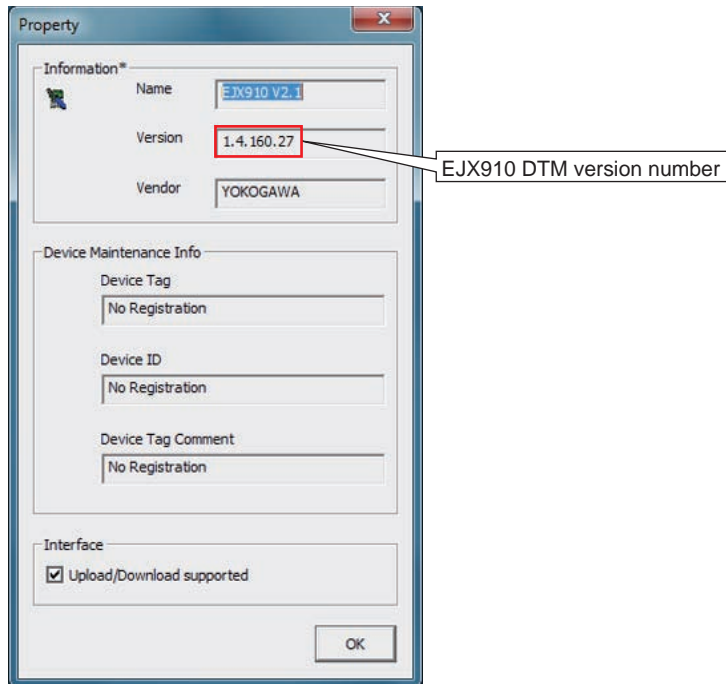 Property
Information*
Name
EJX910 V2.1
Version
1.4.160.27
EJX910 DTM version number
Vendor
YOKOGAWA
Device Maintenance Info
Device Tag
No Registration
Device ID
No Registration
Device Tag Comment
No Registration
Interface
Upload/Download supported
OK